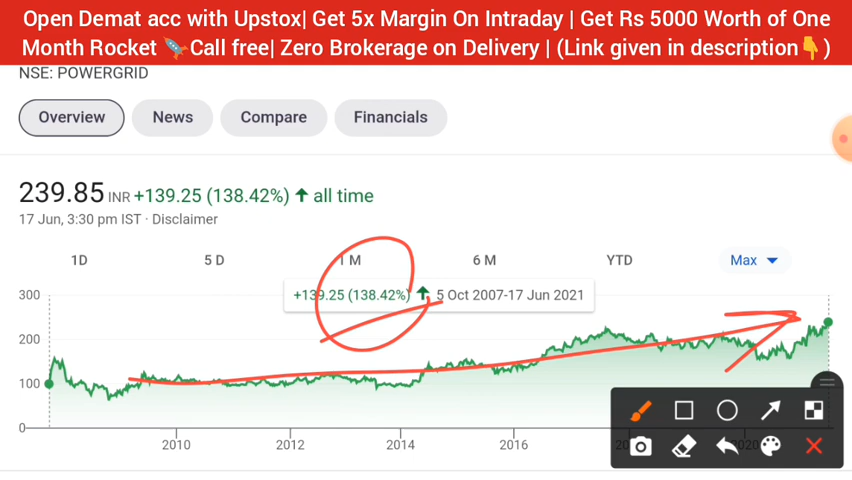 Open Demat acc with Upstox| Get 5x Margin On Intraday | Get Rs 5000 Worth of One
Month Rocket 🚀Call free| Zero Brokerage on Delivery | (Link given in description👇)
NSE: POWERGRID
Overview News Compare Financials
239.85 INR +139.25 (138.42%) ↑ all time
17 Jun, 3:30 pm IST · Disclaimer
1D 5 D 1 M 6 M YTD Max
+139.25 (138.42%) ↑ 5 Oct 2007-17 Jun 2021
300
200
100
0
2010 2012 2014 2016 2020